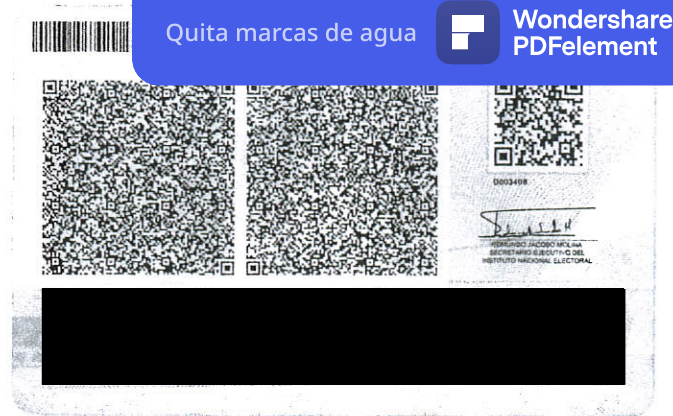 Quita marcas de agua
Wondershare
PDFelement
D003408
EDMUNDO JACOBO MOLINA
SECRETARIO EJECUTIVO DEL
INSTITUTO NACIONAL ELECTORAL